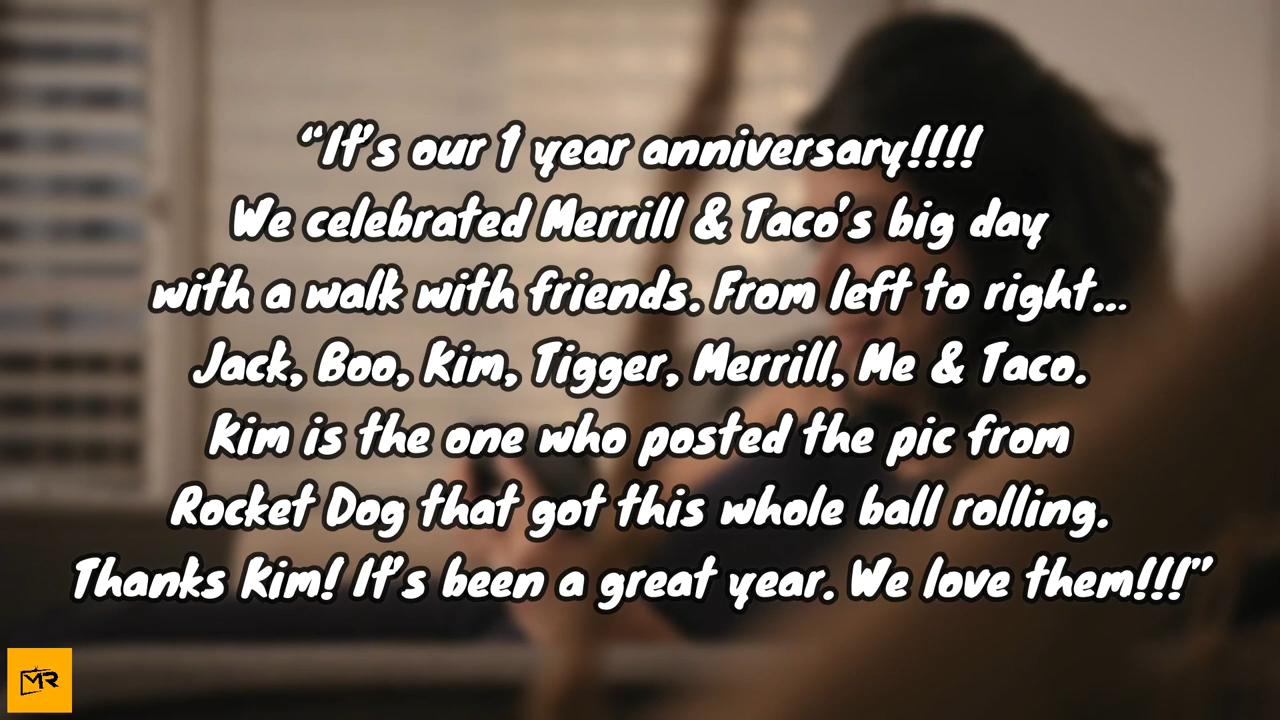 “It’s our 1 year anniversary!!!!
We celebrated Merrill & Taco’s big day
with a walk with friends. From left to right...
Jack, Boo, Kim, Tigger, Merrill, Me & Taco.
Kim is the one who posted the pic from
Rocket Dog that got this whole ball rolling.
Thanks Kim! It’s been a great year. We love them!!!”
MR